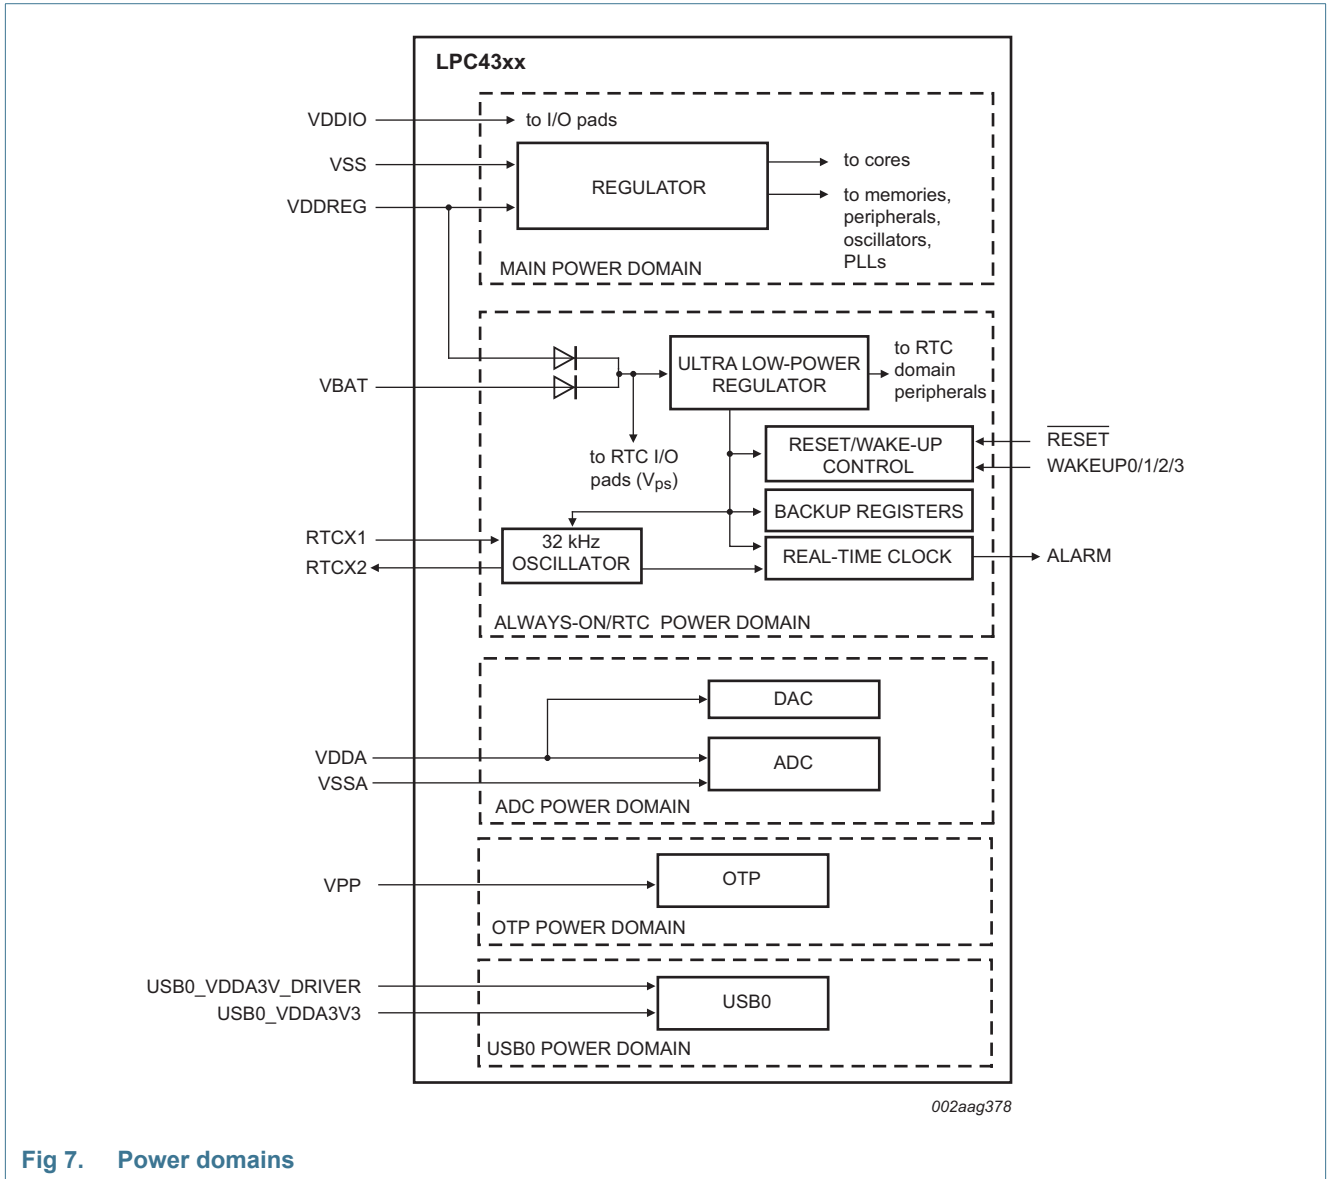 LPC43xx
VDDIO
to I/O pads
VSS
REGULATOR
to cores
VDDREG
to memories,
peripherals,
oscillators,
PLLs
MAIN POWER DOMAIN
VBAT
ULTRA LOW-POWER
REGULATOR
to RTC
domain
peripherals
to RTC I/O
pads (Vps)
RESET/WAKE-UP
CONTROL
RESET
WAKEUP0/1/2/3
BACKUP REGISTERS
RTCX1
RTCX2
32 kHz
OSCILLATOR
REAL-TIME CLOCK
ALARM
ALWAYS-ON/RTC POWER DOMAIN
DAC
VDDA
VSSA
ADC
ADC POWER DOMAIN
VPP
OTP
OTP POWER DOMAIN
USB0_VDDA3V_DRIVER
USB0_VDDA3V3
USB0
USB0 POWER DOMAIN
002aag378
Fig 7. Power domains